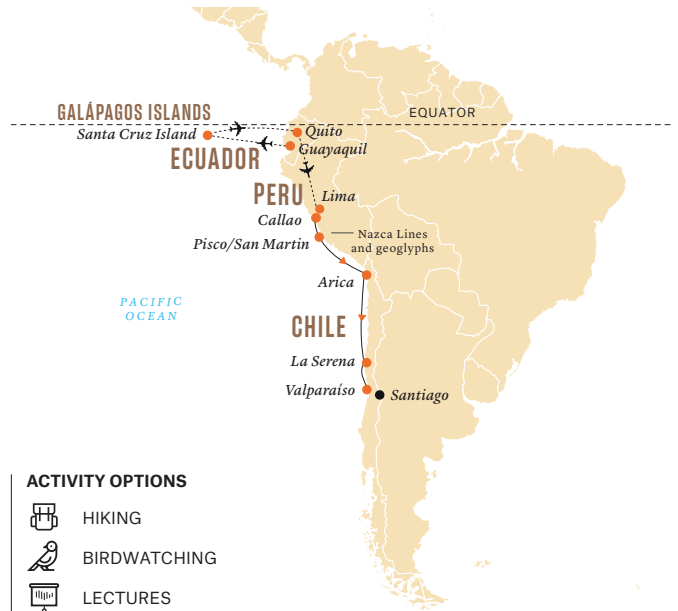 GALÁPAGOS ISLANDS
EQUATOR
Santa Cruz Island
Quito
Guayaquil
ECUADOR
PERU
Lima
Callao
Nazca Lines
and geoglyphs
Pisco/San Martin
Arica
PACIFIC
OCEAN
CHILE
La Serena
Valparaíso
Santiago
ACTIVITY OPTIONS
HIKING
BIRDWATCHING
LECTURES